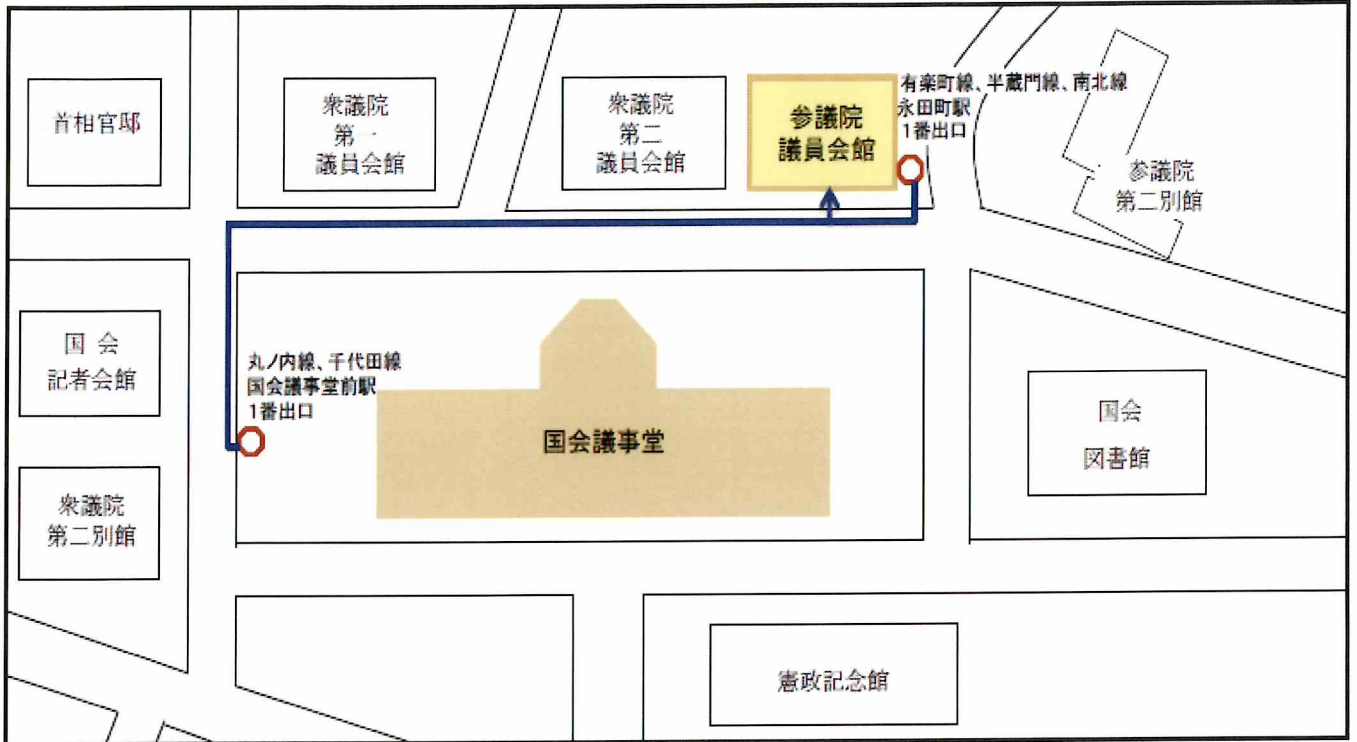 首相官邸
衆議院
第一
議員会館
衆議院
第二
議員会館
参議院
議員会館
有楽町線、半蔵門線、南北線
永田町駅
1番出口
参議院
第二別館
国 会
記者会館
丸ノ内線、千代田線
国会議事堂前駅
1番出口
国会議事堂
国会
図書館
衆議院
第二別館
憲政記念館